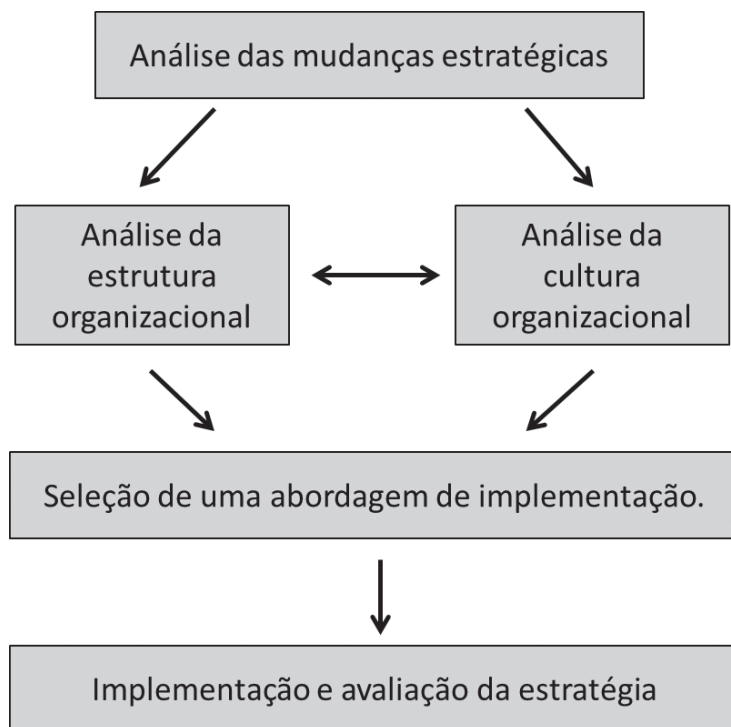 Análise das mudanças estratégicas
Análise da
estrutura
organizacional
Análise da
cultura
organizacional
Seleção de uma abordagem de implementação.
Implementação e avaliação da estratégia